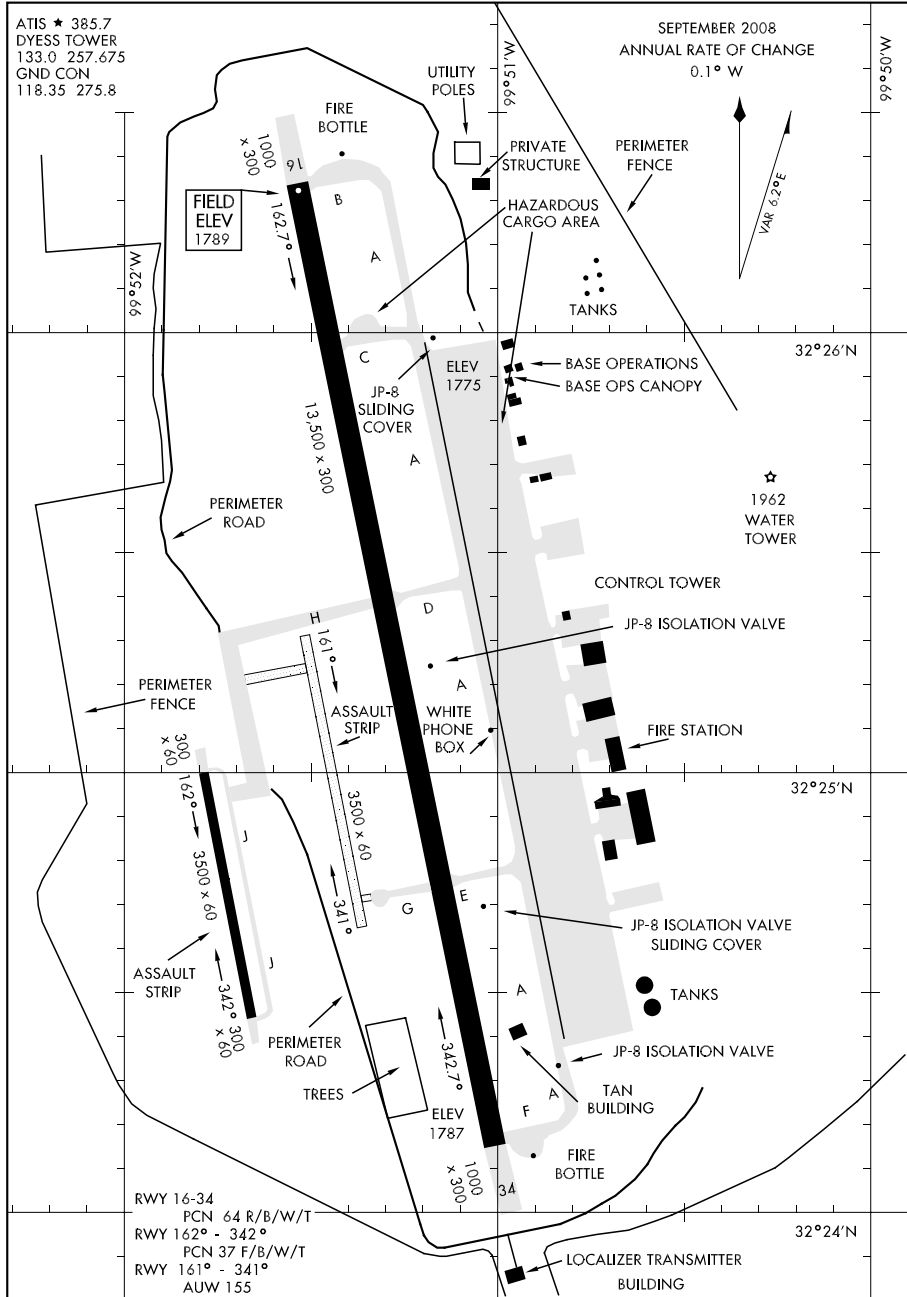 ATIS ★ 385.7
DYESS TOWER
133.0 257.675
GND CON
118.35 275.8
SEPTEMBER 2008
ANNUAL RATE OF CHANGE
0.1° W
99°51'W
99°50'W
UTILITY
POLES
FIRE
BOTTLE
1000
x 300
16
PRIVATE
STRUCTURE
PERIMETER
FENCE
VAR 6.2°E
FIELD
ELEV
1789
162.7°
B
HAZARDOUS
CARGO AREA
A
99°52'W
TANKS
32°26'N
C
ELEV
1775
BASE OPERATIONS
BASE OPS CANOPY
JP-8
SLIDING
COVER
13,500 x 300
A
1962
WATER
TOWER
PERIMETER
ROAD
CONTROL TOWER
D
H
JP-8 ISOLATION VALVE
161°
A
PERIMETER
FENCE
ASSAULT
STRIP
WHITE
PHONE
BOX
FIRE STATION
300
x 60
32°25'N
162°
3500 x 60
J
3500 x 60
E
G
341°
JP-8 ISOLATION VALVE
SLIDING COVER
ASSAULT
STRIP
J
A
TANKS
342°
300
x 60
PERIMETER
ROAD
342.7°
JP-8 ISOLATION VALVE
TREES
A
TAN
BUILDING
F
ELEV
1787
FIRE
BOTTLE
1000
x 300
34
RWY 16-34
PCN 64 R/B/W/T
RWY 162° - 342°
PCN 37 F/B/W/T
RWY 161° - 341°
AUW 155
32°24'N
LOCALIZER TRANSMITTER
BUILDING